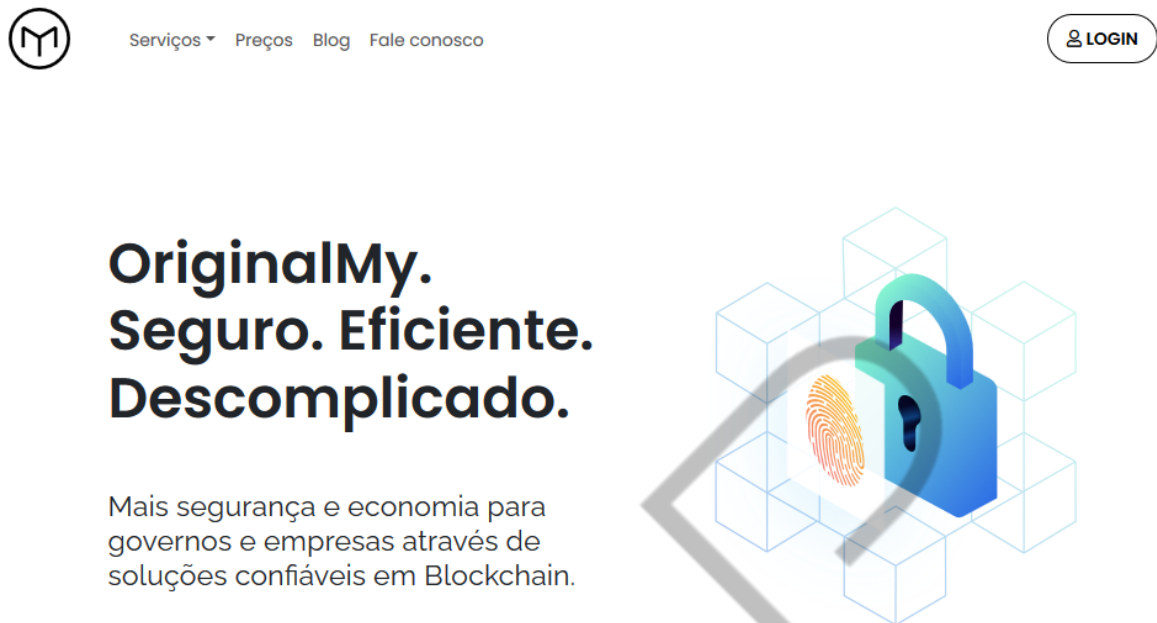 Serviços Preços Blog Fale conosco
LOGIN
OriginalMy.
Seguro. Eficiente.
Descomplicado.
Mais segurança e economia para
governos e empresas através de
soluções confiáveis em Blockchain.